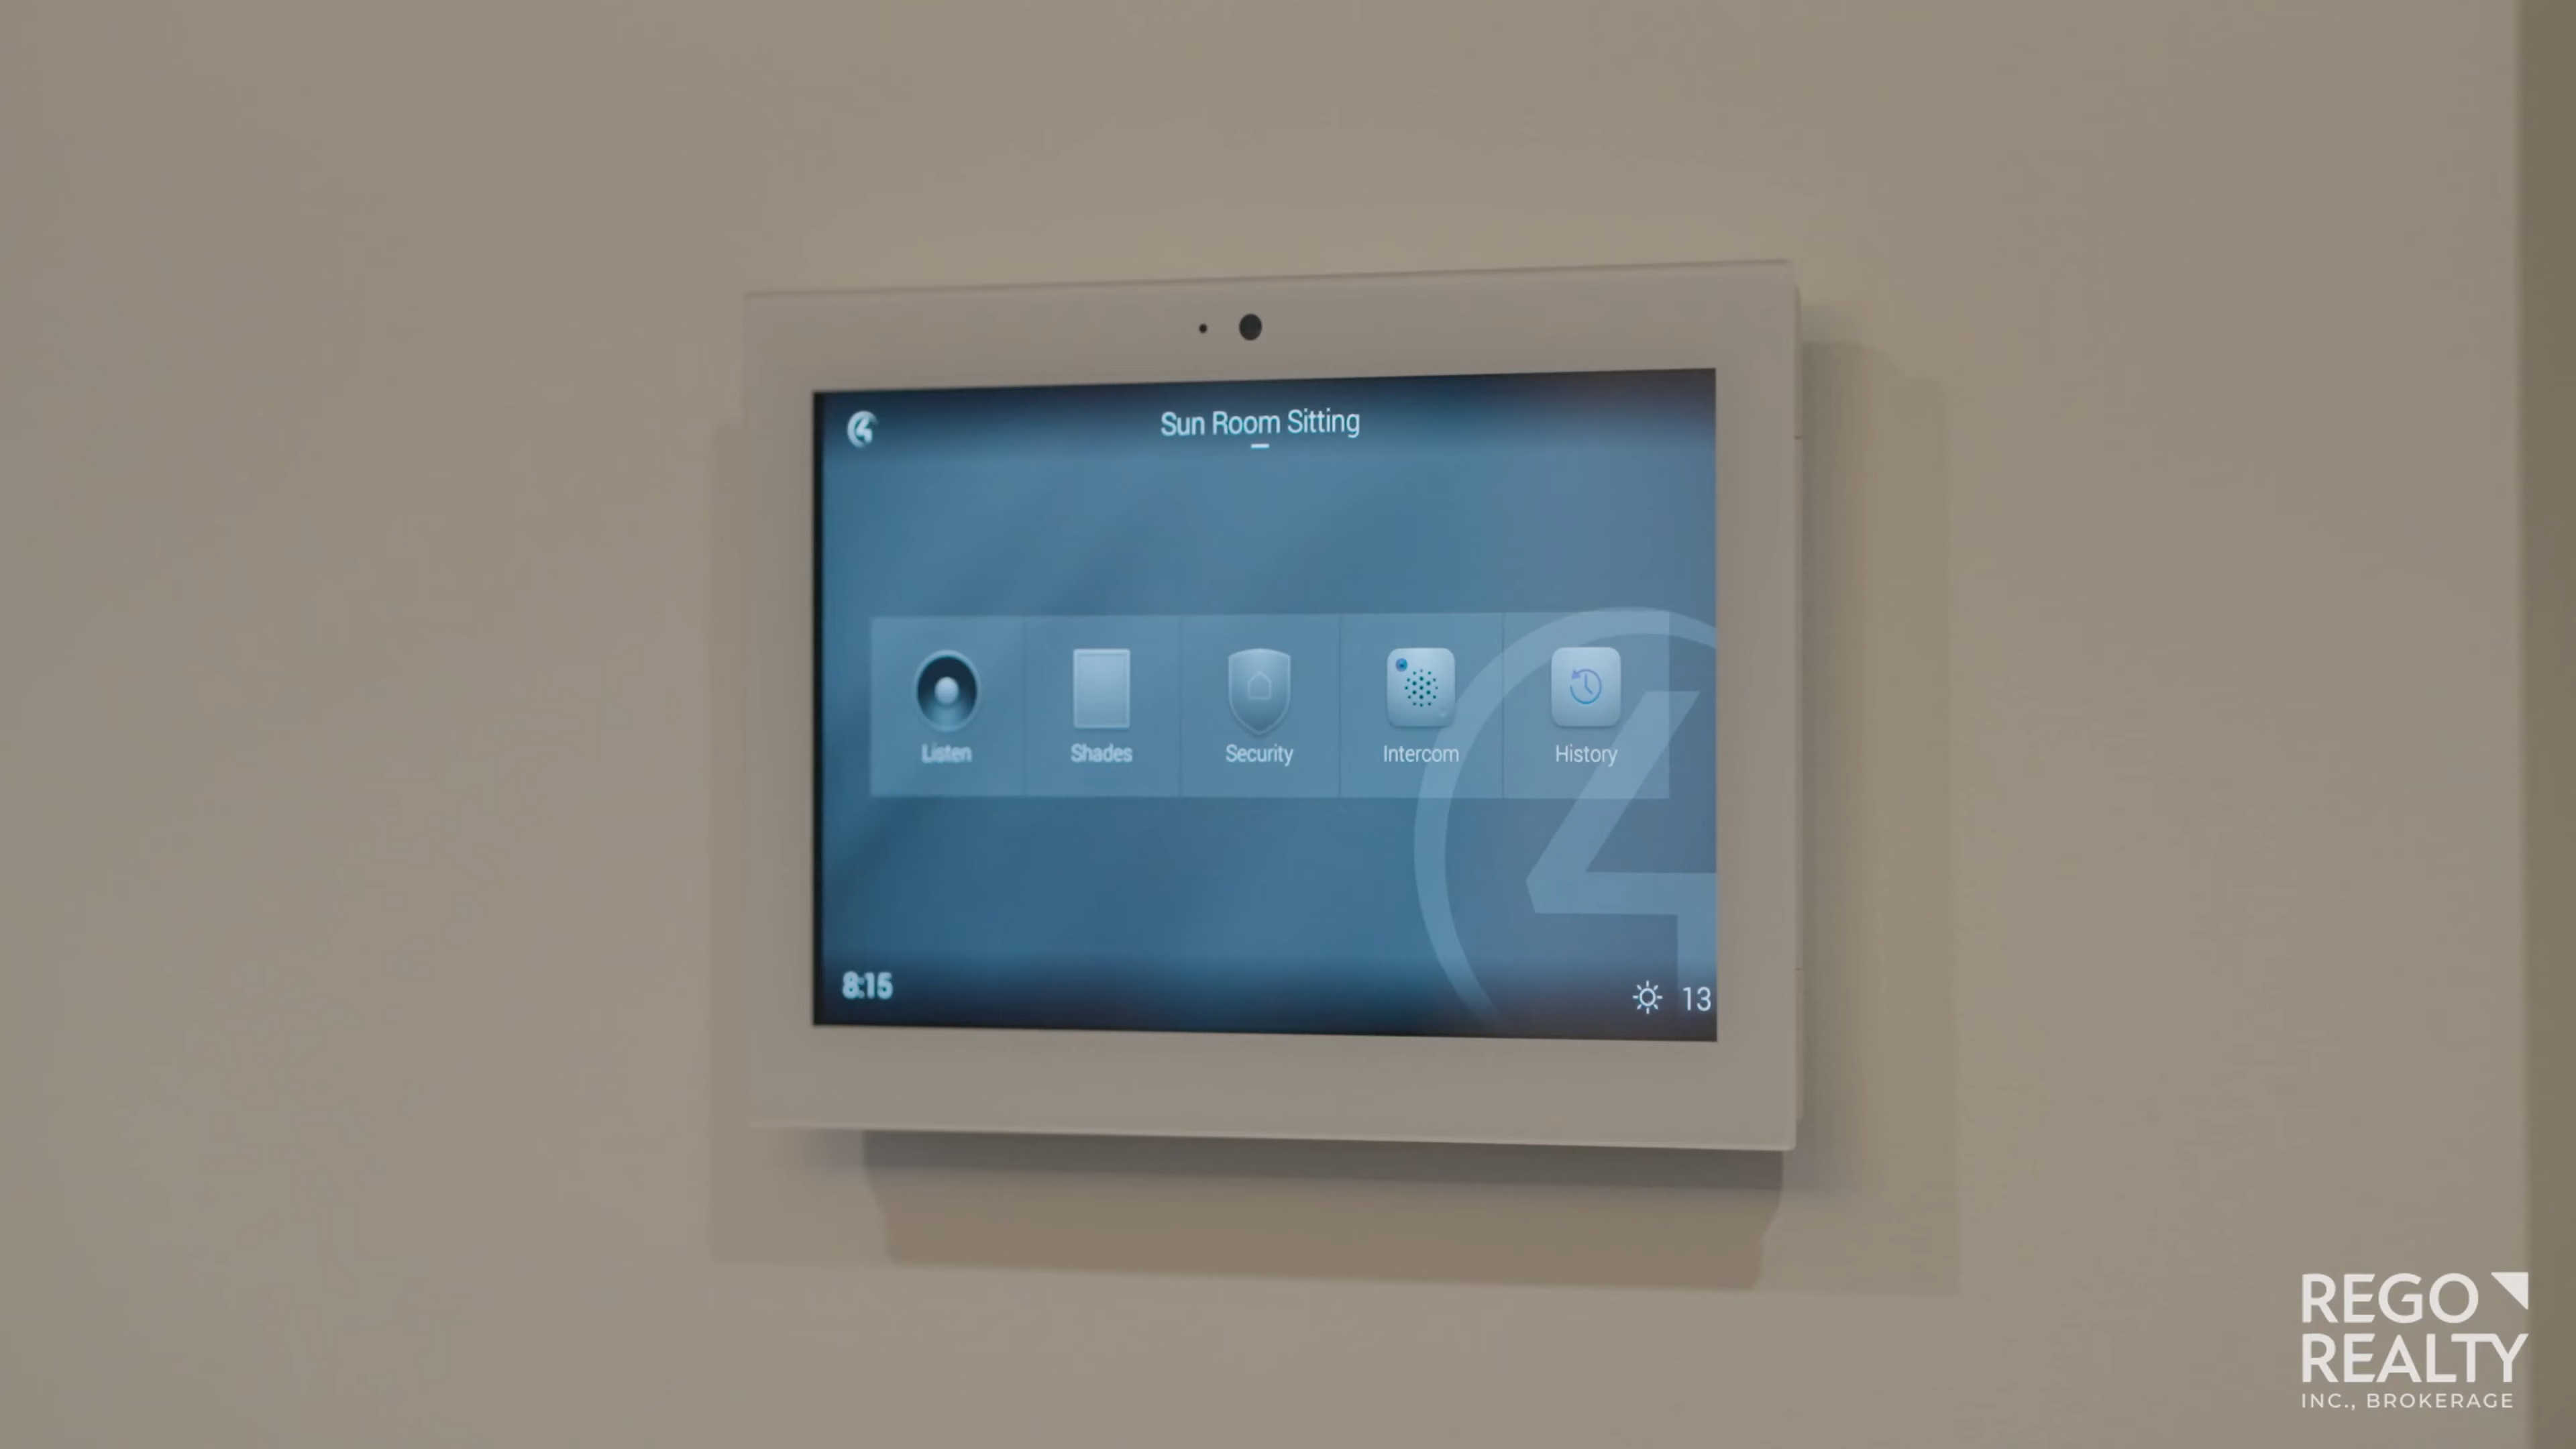 Sun Room Sitting
Listen
Shades
Security
Intercom
History
8:15
13
REGO
REALTY
INC., BROKERAGE